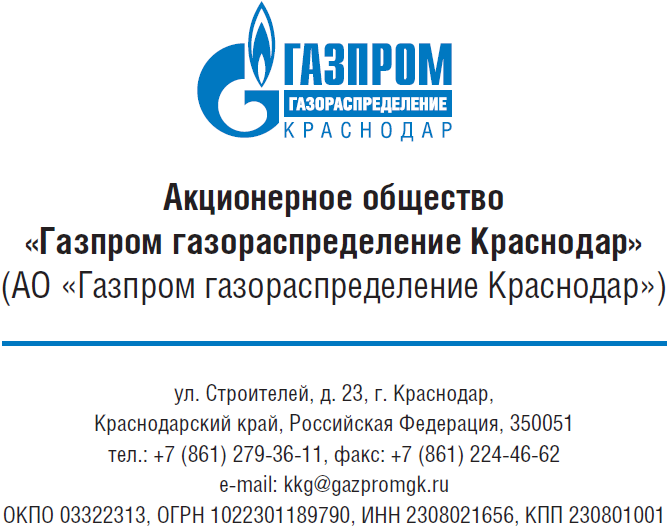 ГАЗПРОМ
ГАЗОРАСПРЕДЕЛЕНИЕ
КРАСНОДАР
Акционерное общество
«Газпром газораспределение Краснодар»
(АО «Газпром газораспределение Краснодар»)
ул. Строителей, д. 23, г. Краснодар,
Краснодарский край, Российская Федерация, 350051
тел.: +7 (861) 279-36-11, факс: +7 (861) 224-46-62
e-mail: kkg@gazpromgk.ru
ОКПО 03322313, ОГРН 1022301189790, ИНН 2308021656, КПП 230801001